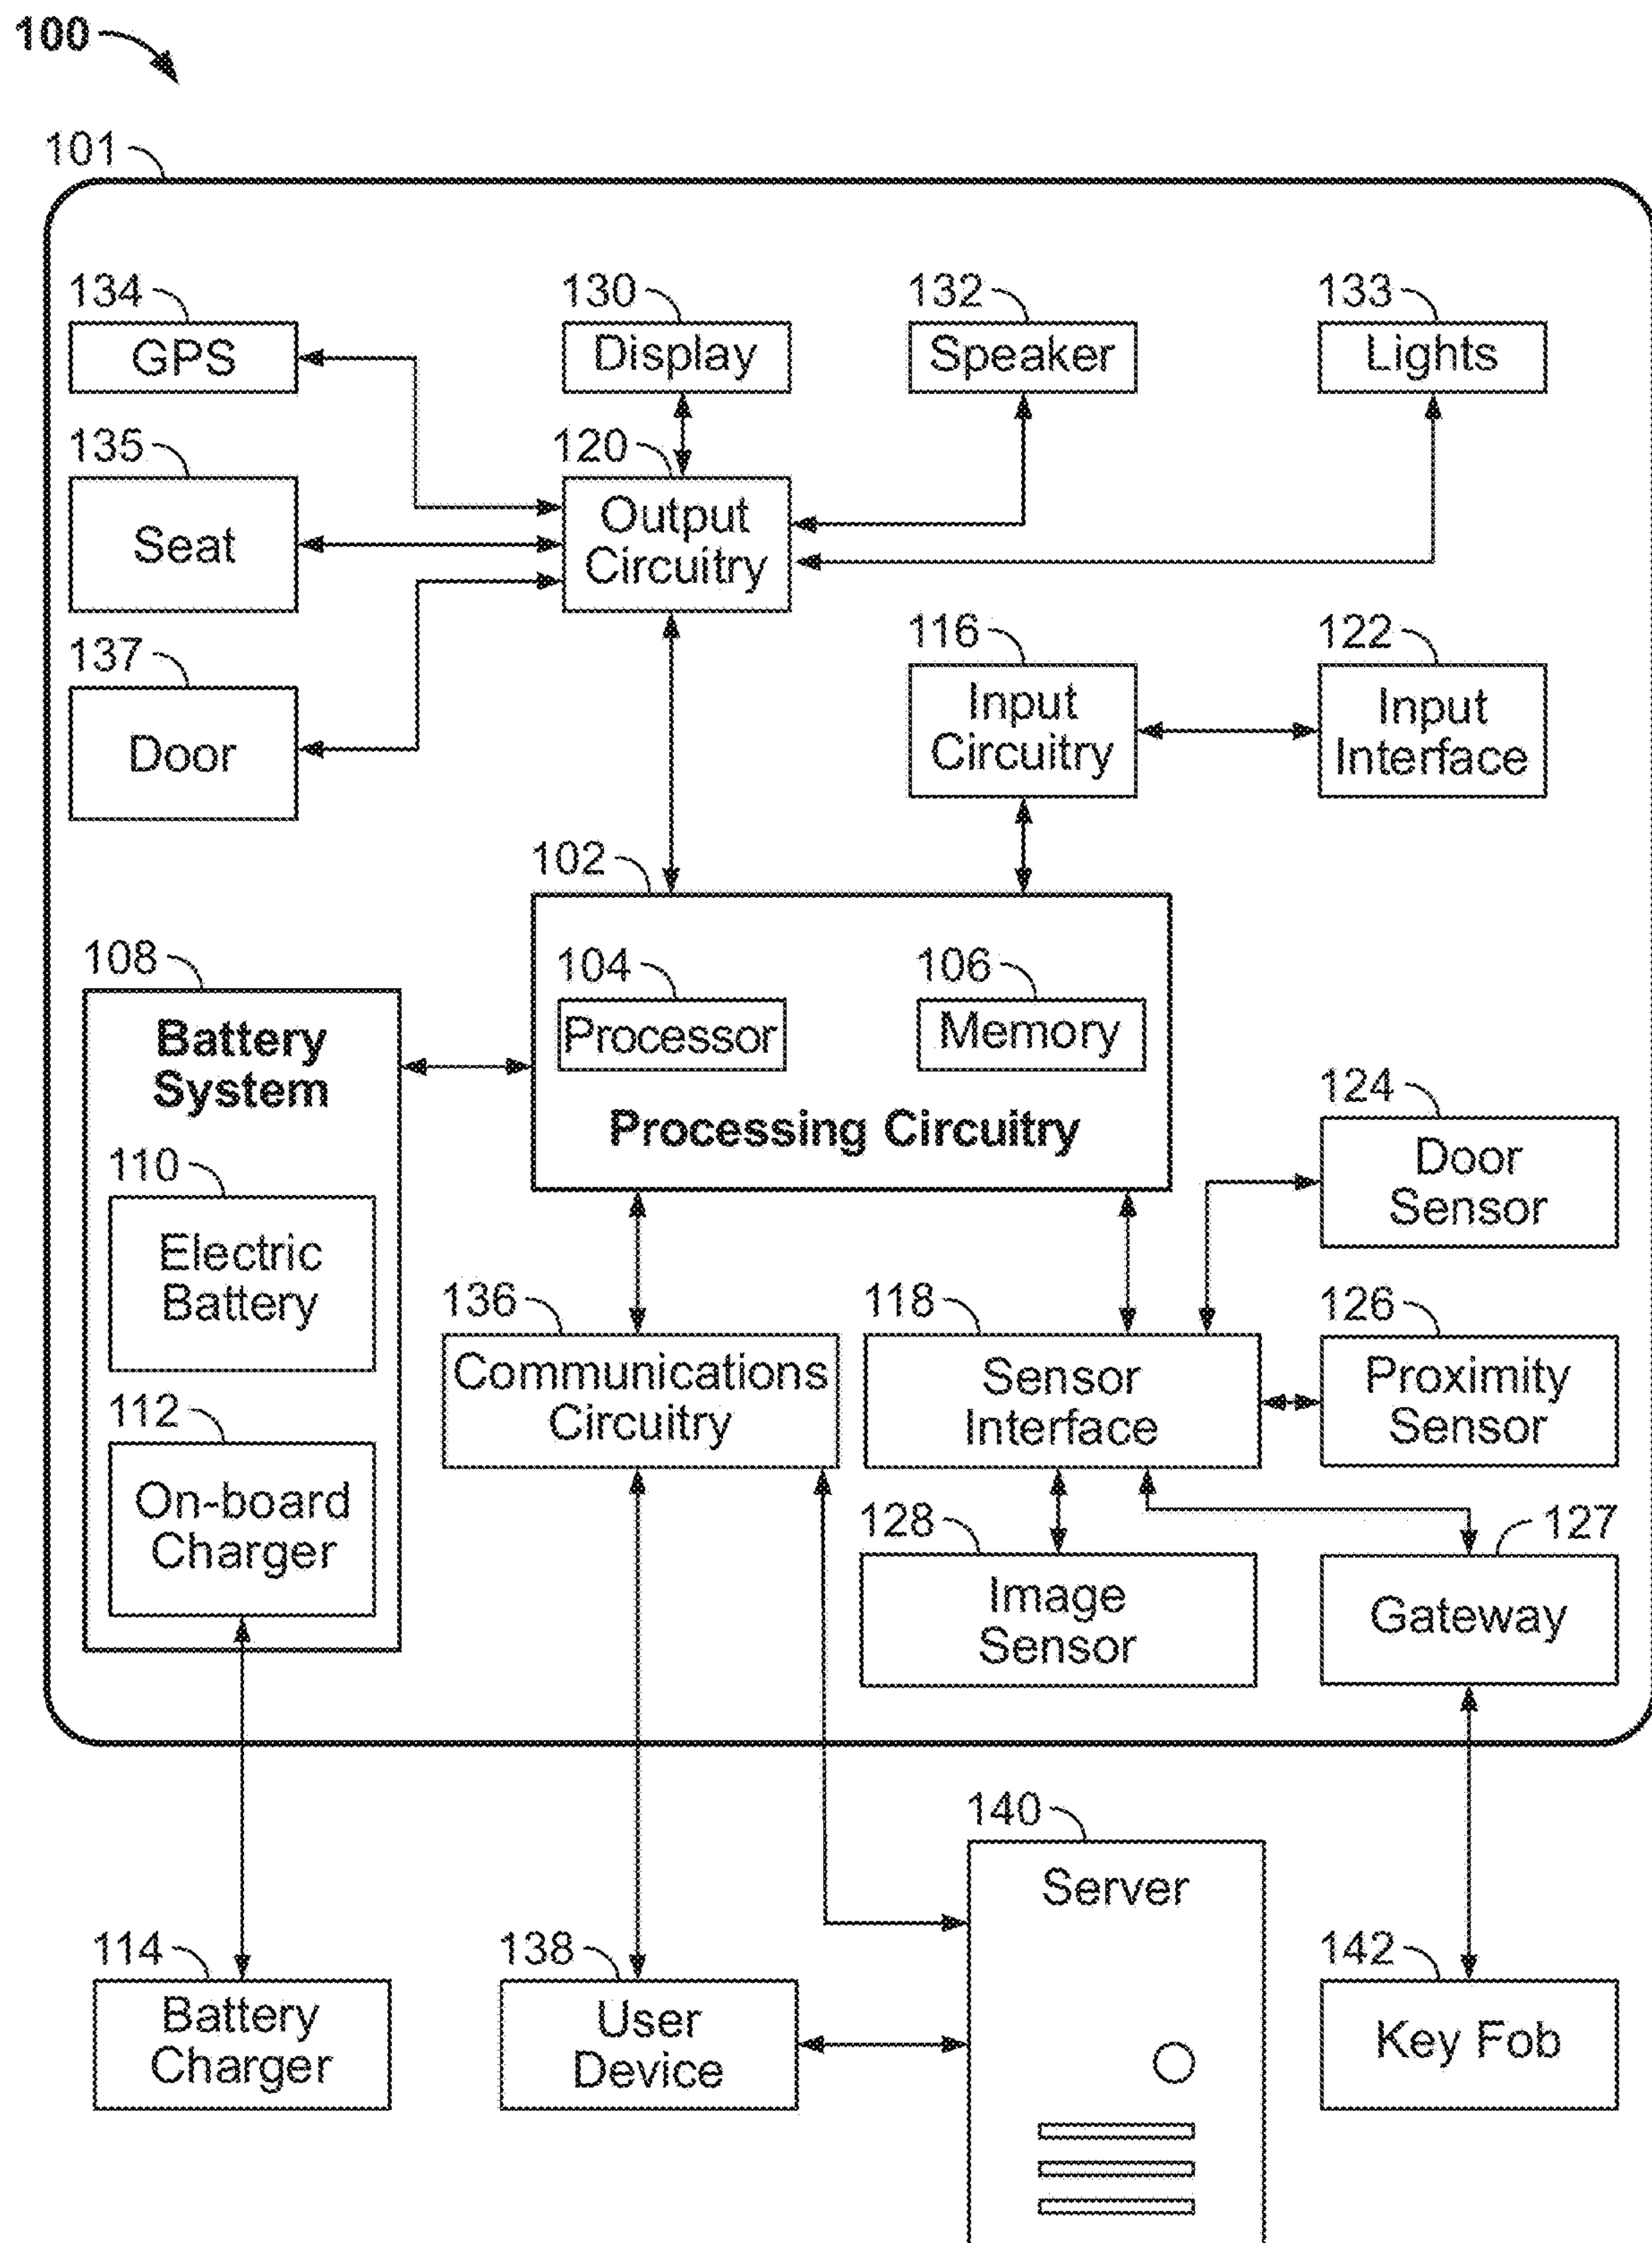 100
101
134
130
132
133
GPS
Display
Speaker
Lights
135
120
Seat
Output
Circuitry
137
116
122
Door
Input
Circuitry
Input
Interface
102
108
104
106
Battery
System
Processor
Memory
Processing Circuitry
124
Door
Sensor
110
Electric
Battery
136
118
126
Communications
Circuitry
Sensor
Interface
Proximity
Sensor
112
On-board
Charger
128
127
Image
Sensor
Gateway
140
Server
114
138
142
Battery
Charger
User
Device
Key Fob